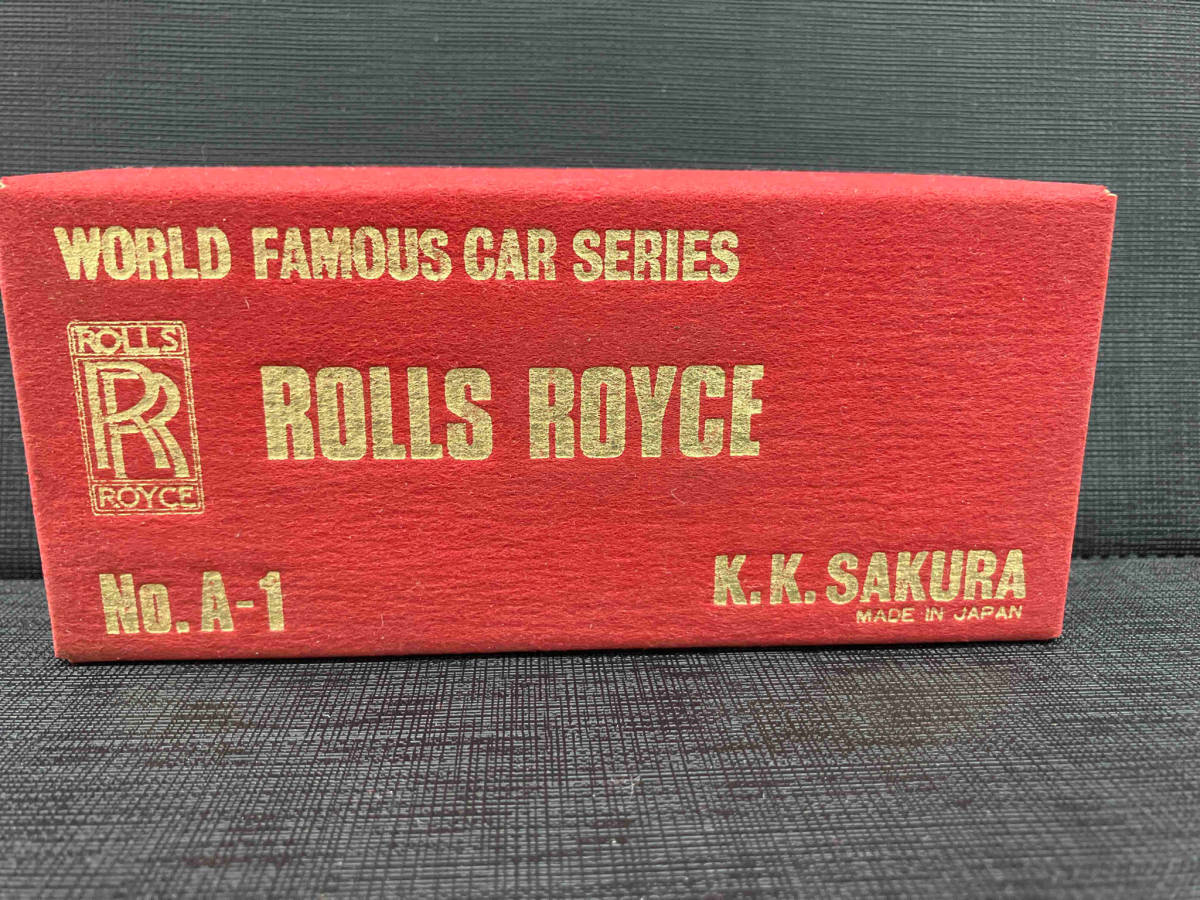 WORLD FAMOUS CAR SERIES
ROLLS
RR
ROYCE
ROLLS ROYCE
No. A-1
K.K. SAKURA
MADE IN JAPAN